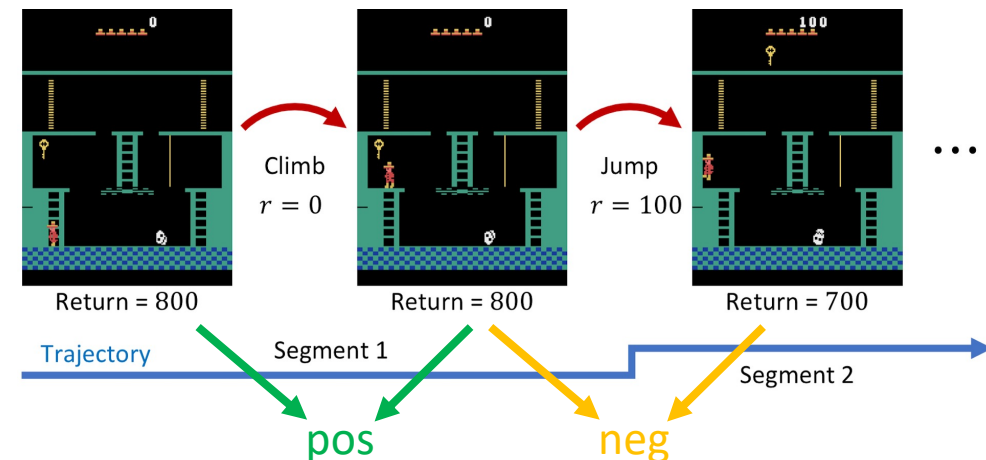 0
0
100
Climb
r = 0
Jump
r = 100
...
Return = 800
Return = 800
Return = 700
Trajectory
Segment 1
Segment 2
pos
neg